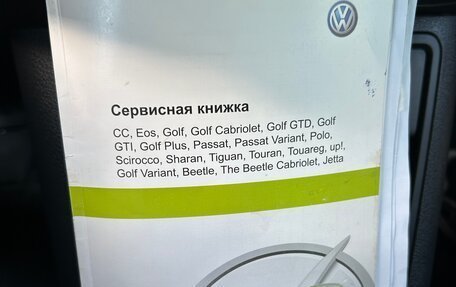 Сервисная книжка
CC, Eos, Golf, Golf Cabriolet, Golf GTD, Golf
GTI, Golf Plus, Passat, Passat Variant, Polo,
Scirocco, Sharan, Tiguan, Touran, Touareg, up!,
Golf Variant, Beetle, The Beetle Cabriolet, Jetta